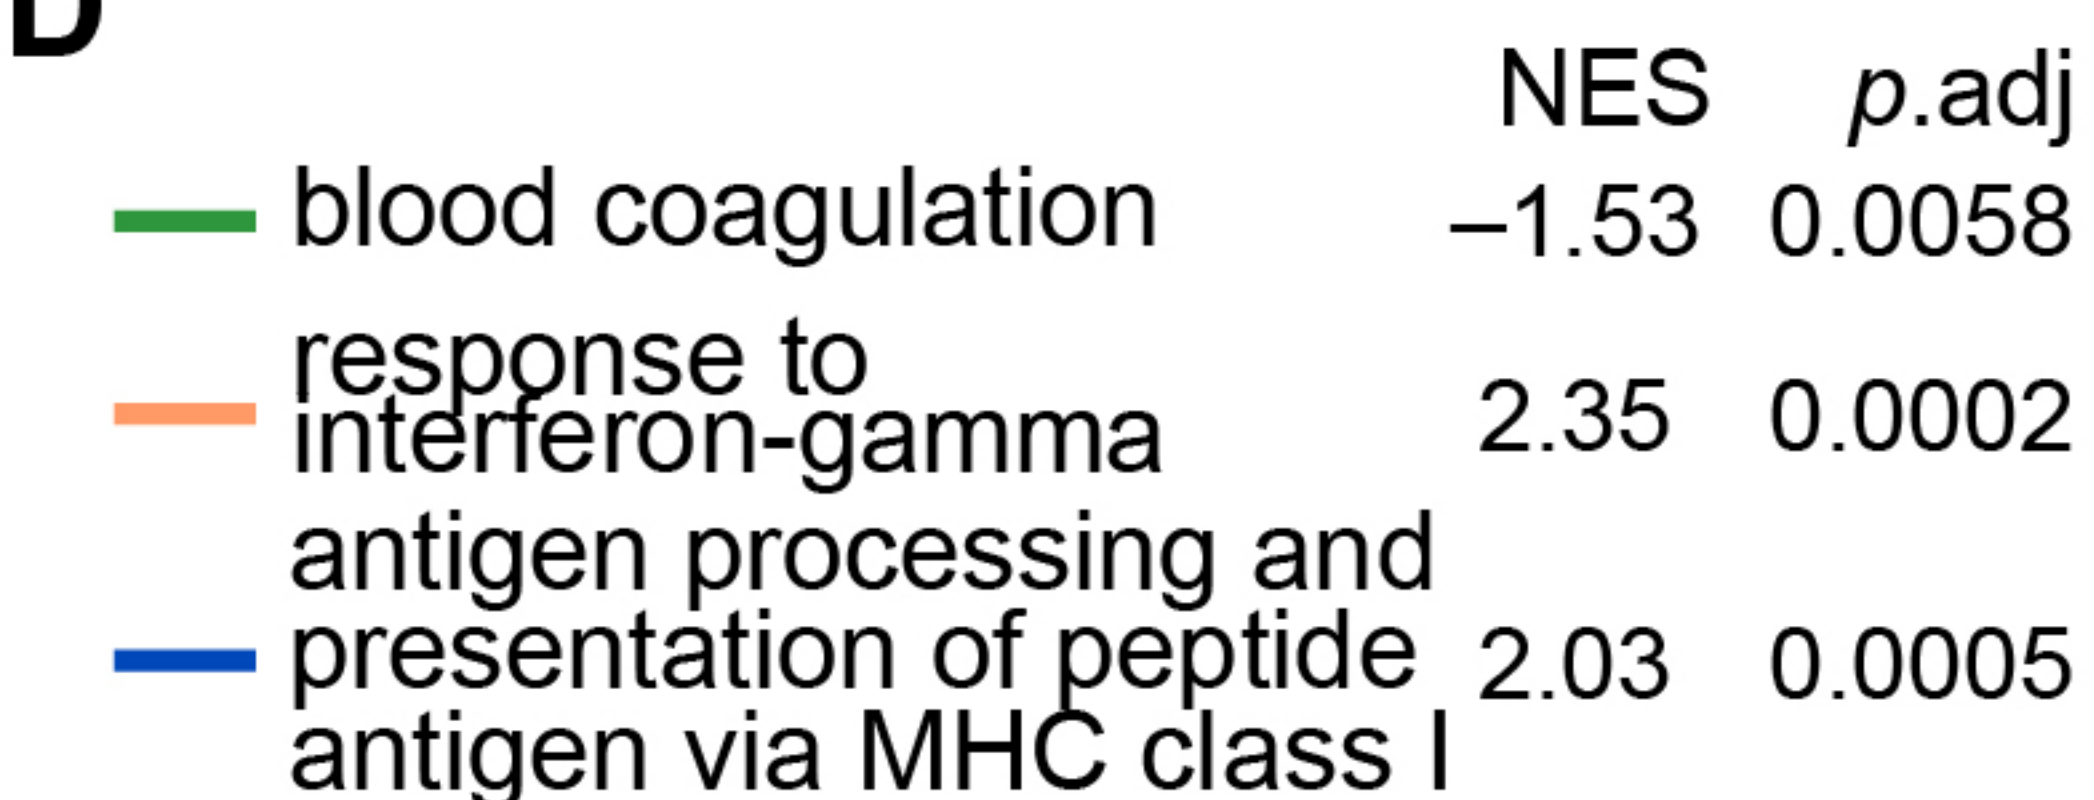 D
NES p.adj
blood coagulation –1.53 0.0058
response to
interferon-gamma 2.35 0.0002
antigen processing and
presentation of peptide 2.03 0.0005
antigen via MHC class I